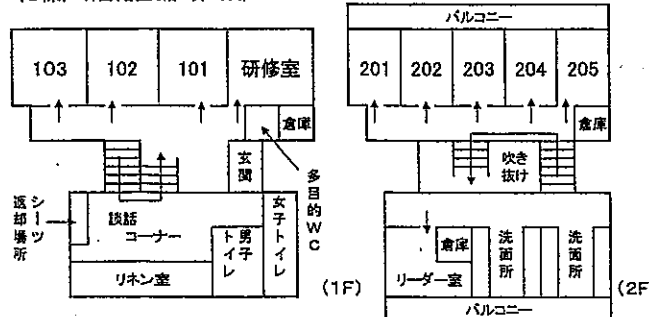 バルコニー
103
102
101
研修室
倉庫
玄関
多目的WC
シーツ
返却場所
談話
コーナー
リネン室
男子
トイレ
女子トイレ
(1F)
201
202
203
204
205
倉庫
吹き
抜け
倉庫
リーダー室
洗面所
洗面所
バルコニー
(2F